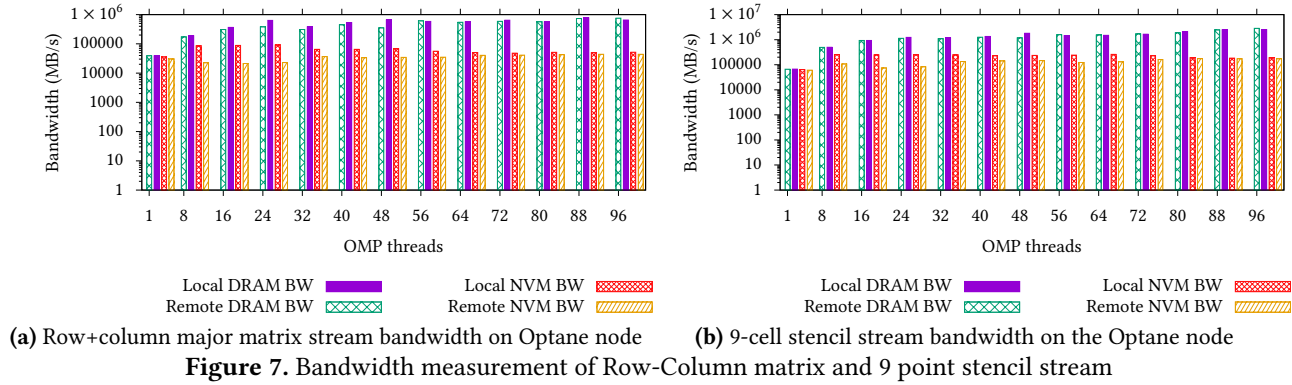 1 × 10^6
100000
10000
1000
100
10
1
Bandwidth (MB/s)
1 8 16 24 32 40 48 56 64 72 80 88 96
OMP threads
Local DRAM BW
Remote DRAM BW
Local NVM BW
Remote NVM BW
(a) Row+column major matrix stream bandwidth on Optane node
1 × 10^7
1 × 10^6
100000
10000
1000
100
10
1
Bandwidth (MB/s)
1 8 16 24 32 40 48 56 64 72 80 88 96
OMP threads
Local DRAM BW
Remote DRAM BW
Local NVM BW
Remote NVM BW
(b) 9-cell stencil stream bandwidth on the Optane node
Figure 7. Bandwidth measurement of Row-Column matrix and 9 point stencil stream